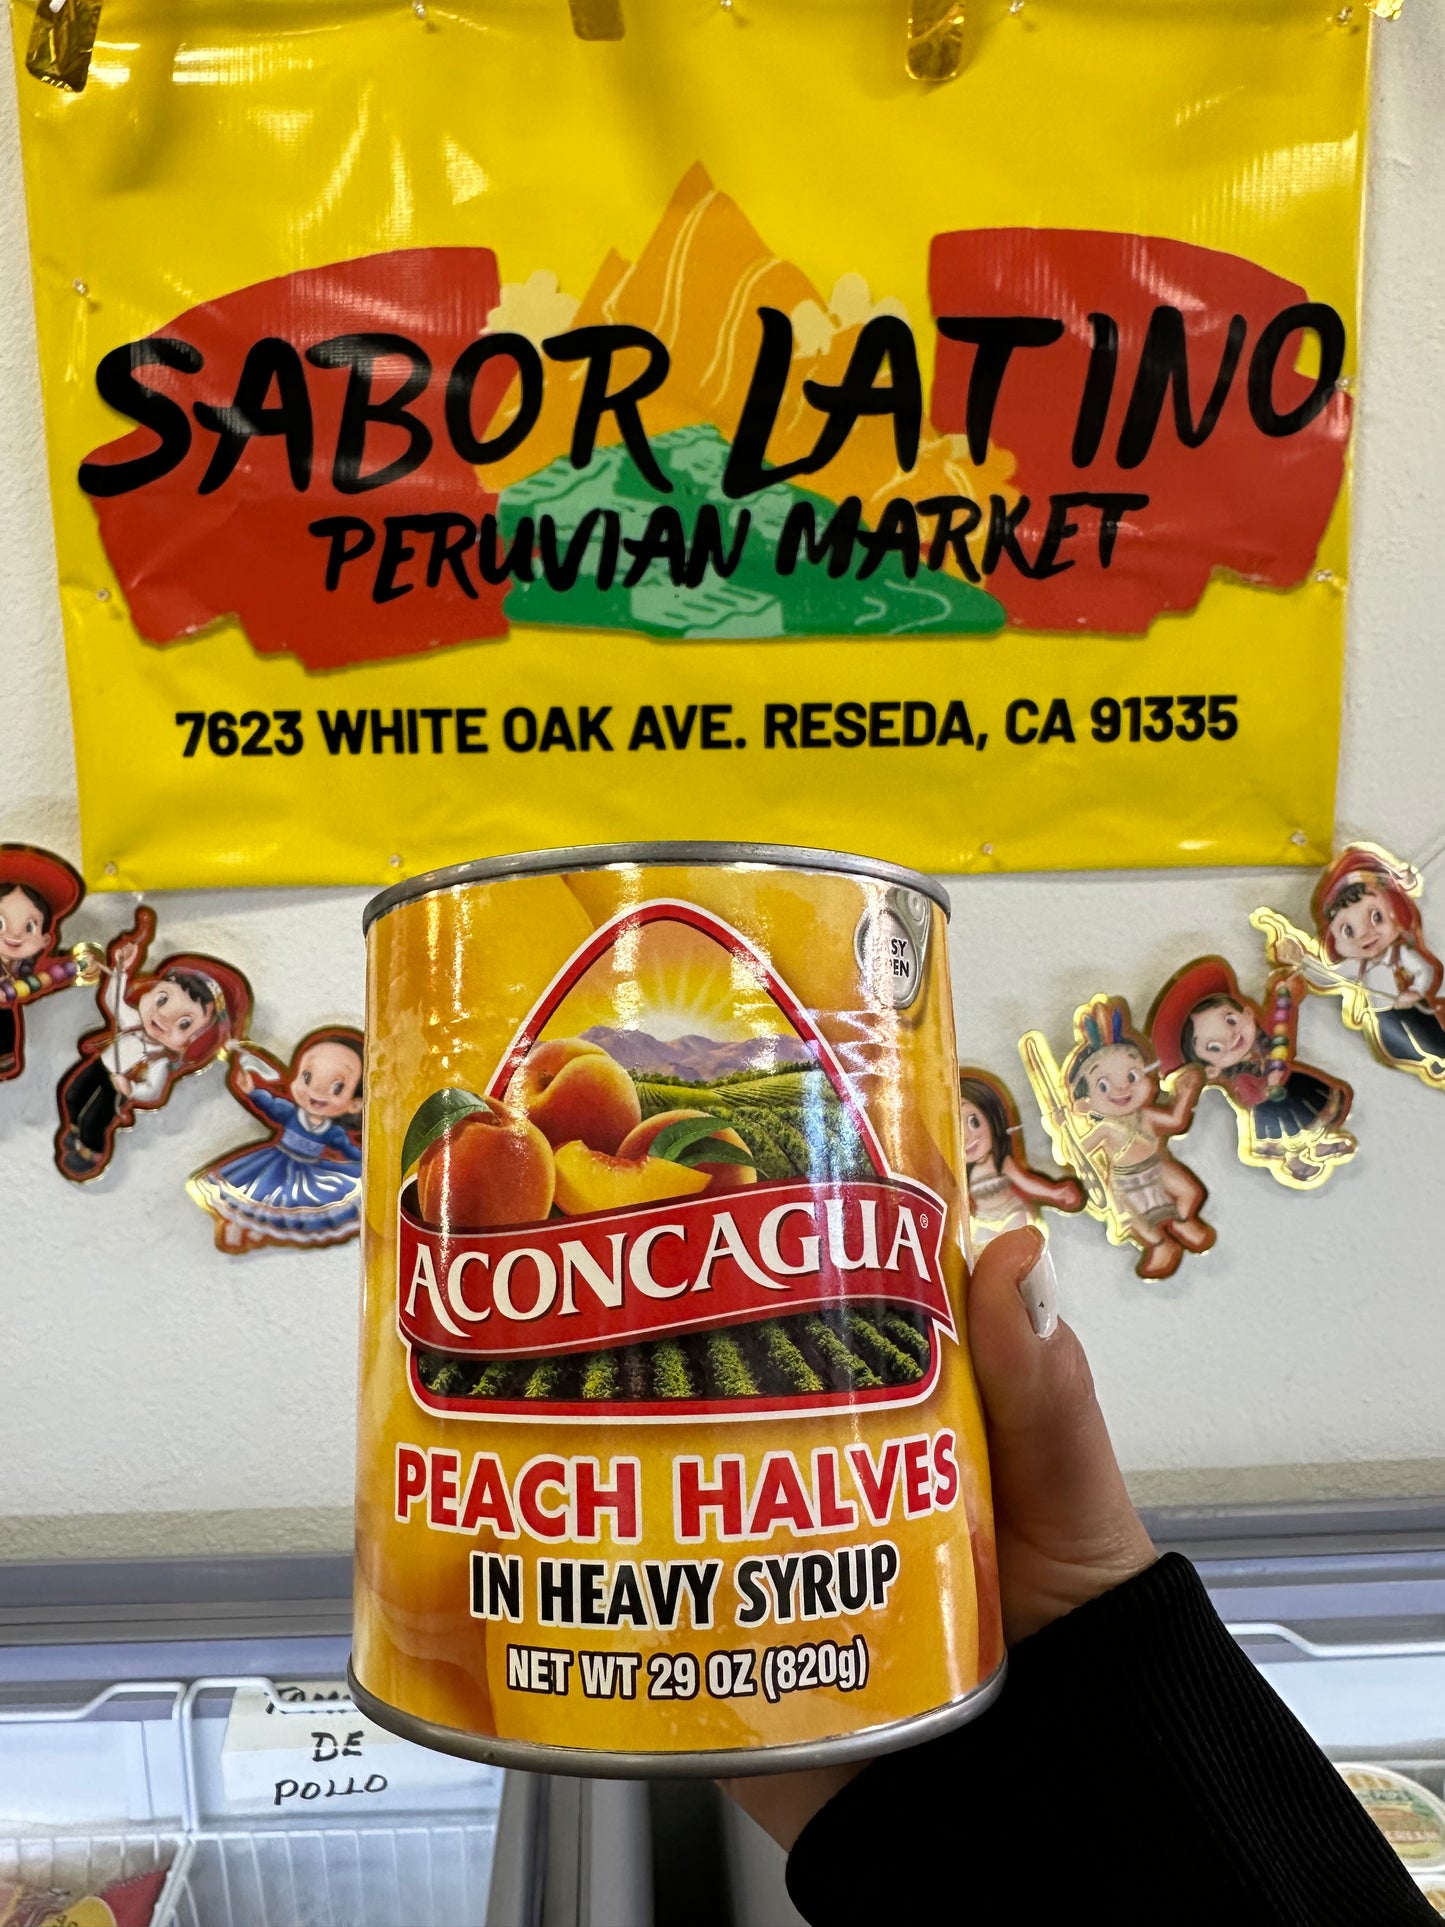 SABOR LATINO
PERUVIAN MARKET
7623 WHITE OAK AVE. RESEDA, CA 91335
ACONCAGUA®
PEACH HALVES
IN HEAVY SYRUP
NET WT 29 OZ (820g)
DE
POLLO